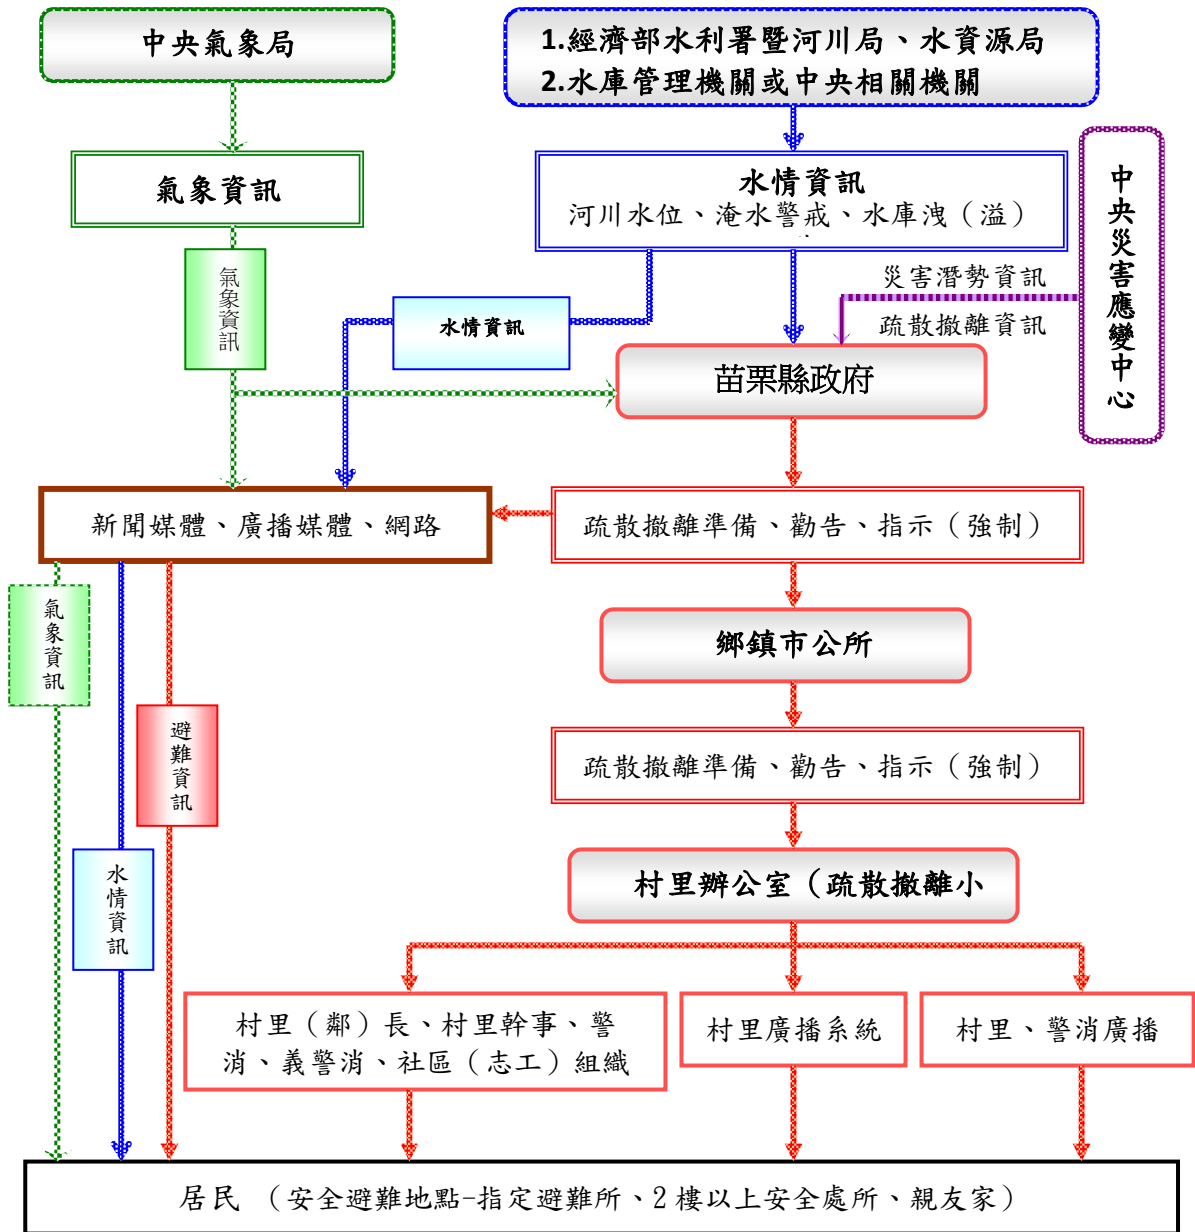 中央氣象局
1.經濟部水利署暨河川局、水資源局
2.水庫管理機關或中央相關機關
氣象資訊
水情資訊
河川水位、淹水警戒、水庫洩（溢）
中央災害應變中心
氣象資訊
水情資訊
災害潛勢資訊
疏散撤離資訊
苗栗縣政府
新聞媒體、廣播媒體、網路
疏散撤離準備、勸告、指示（強制）
氣象資訊
鄉鎮市公所
避難資訊
疏散撤離準備、勸告、指示（強制）
水情資訊
村里辦公室（疏散撤離小
村里（鄰）長、村里幹事、警
消、義警消、社區（志工）組織
村里廣播系統
村里、警消廣播
居民 （安全避難地點-指定避難所、2 樓以上安全處所、親友家）